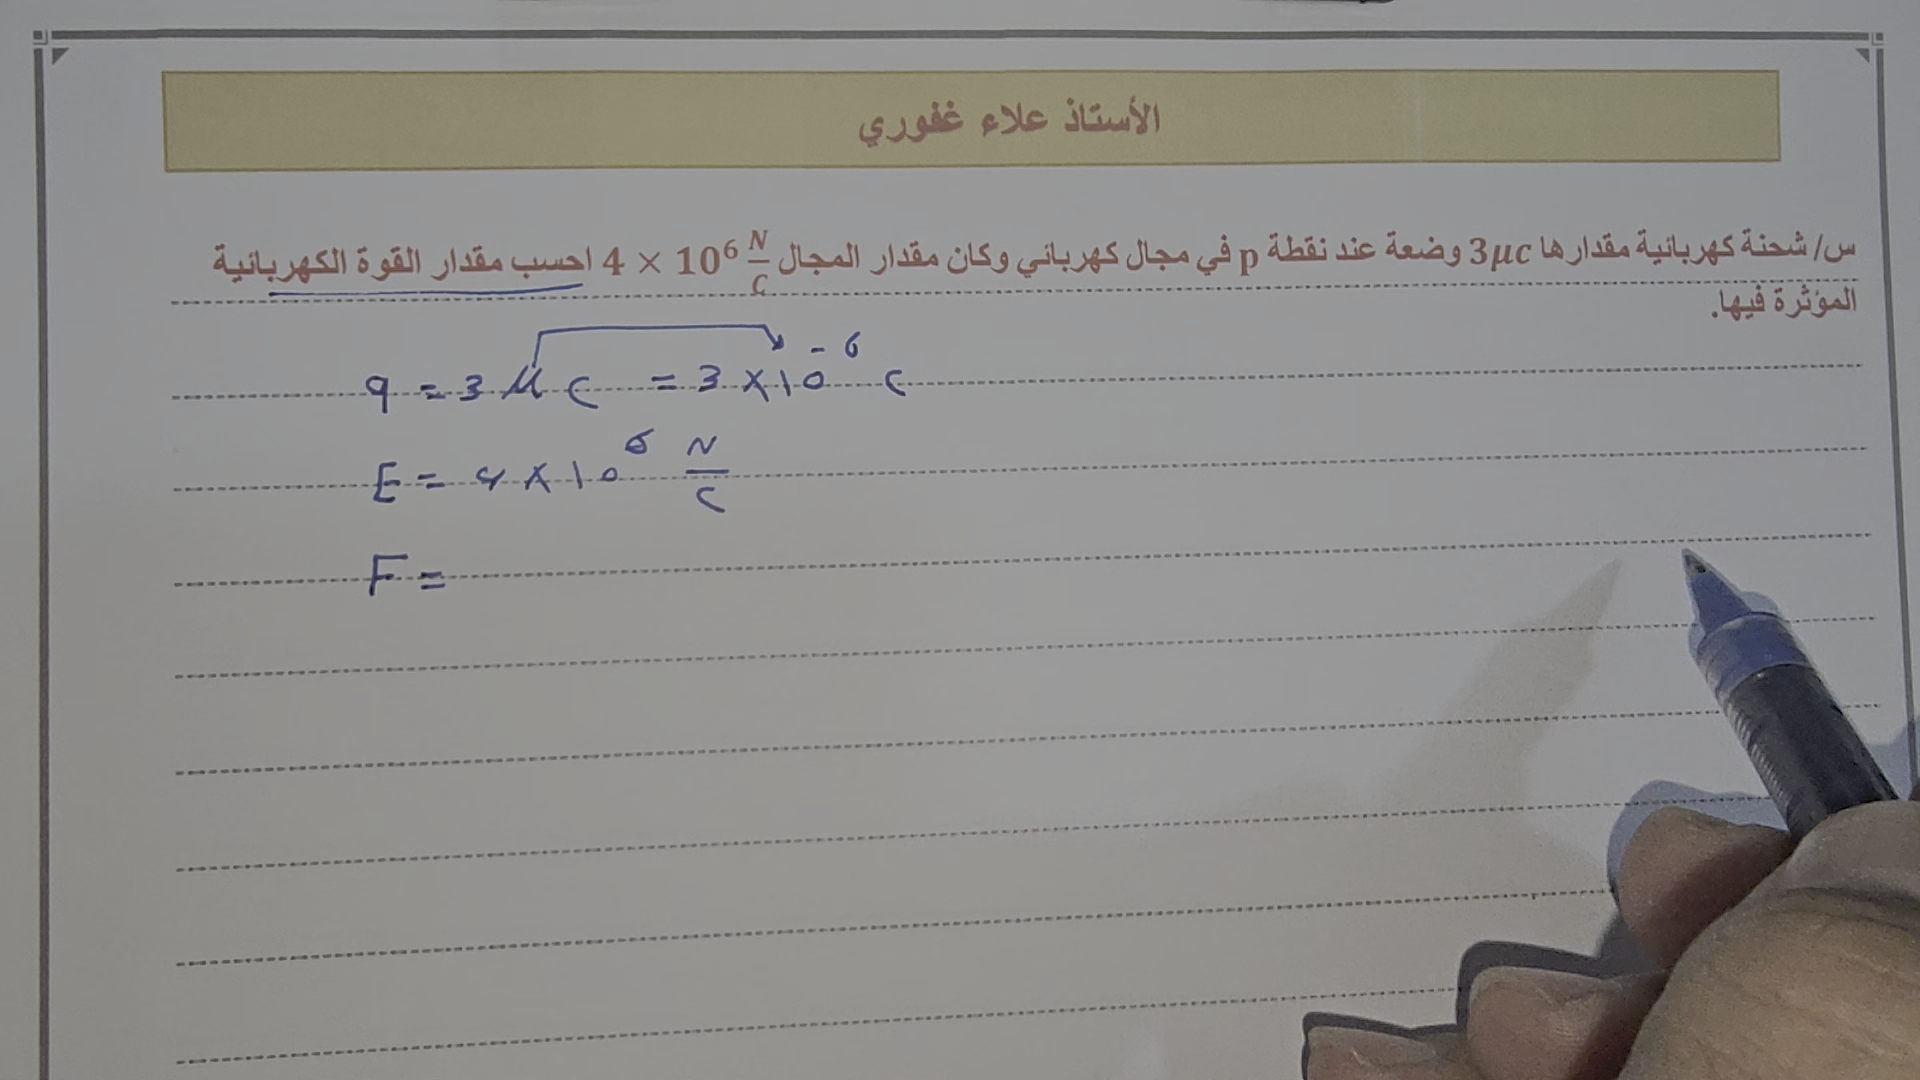 الأستاذ علاء غفوري
س/ شحنة كهربائية مقدارها 3μc وضعة عند نقطة p في مجال كهربائي وكان مقدار المجال 4 × 10⁶ N/C احسب مقدار القوة الكهربائية
المؤثرة فيها.
q = 3 μ C = 3 × 10⁻⁶ C
E = 4 × 10⁶ N/C
F =